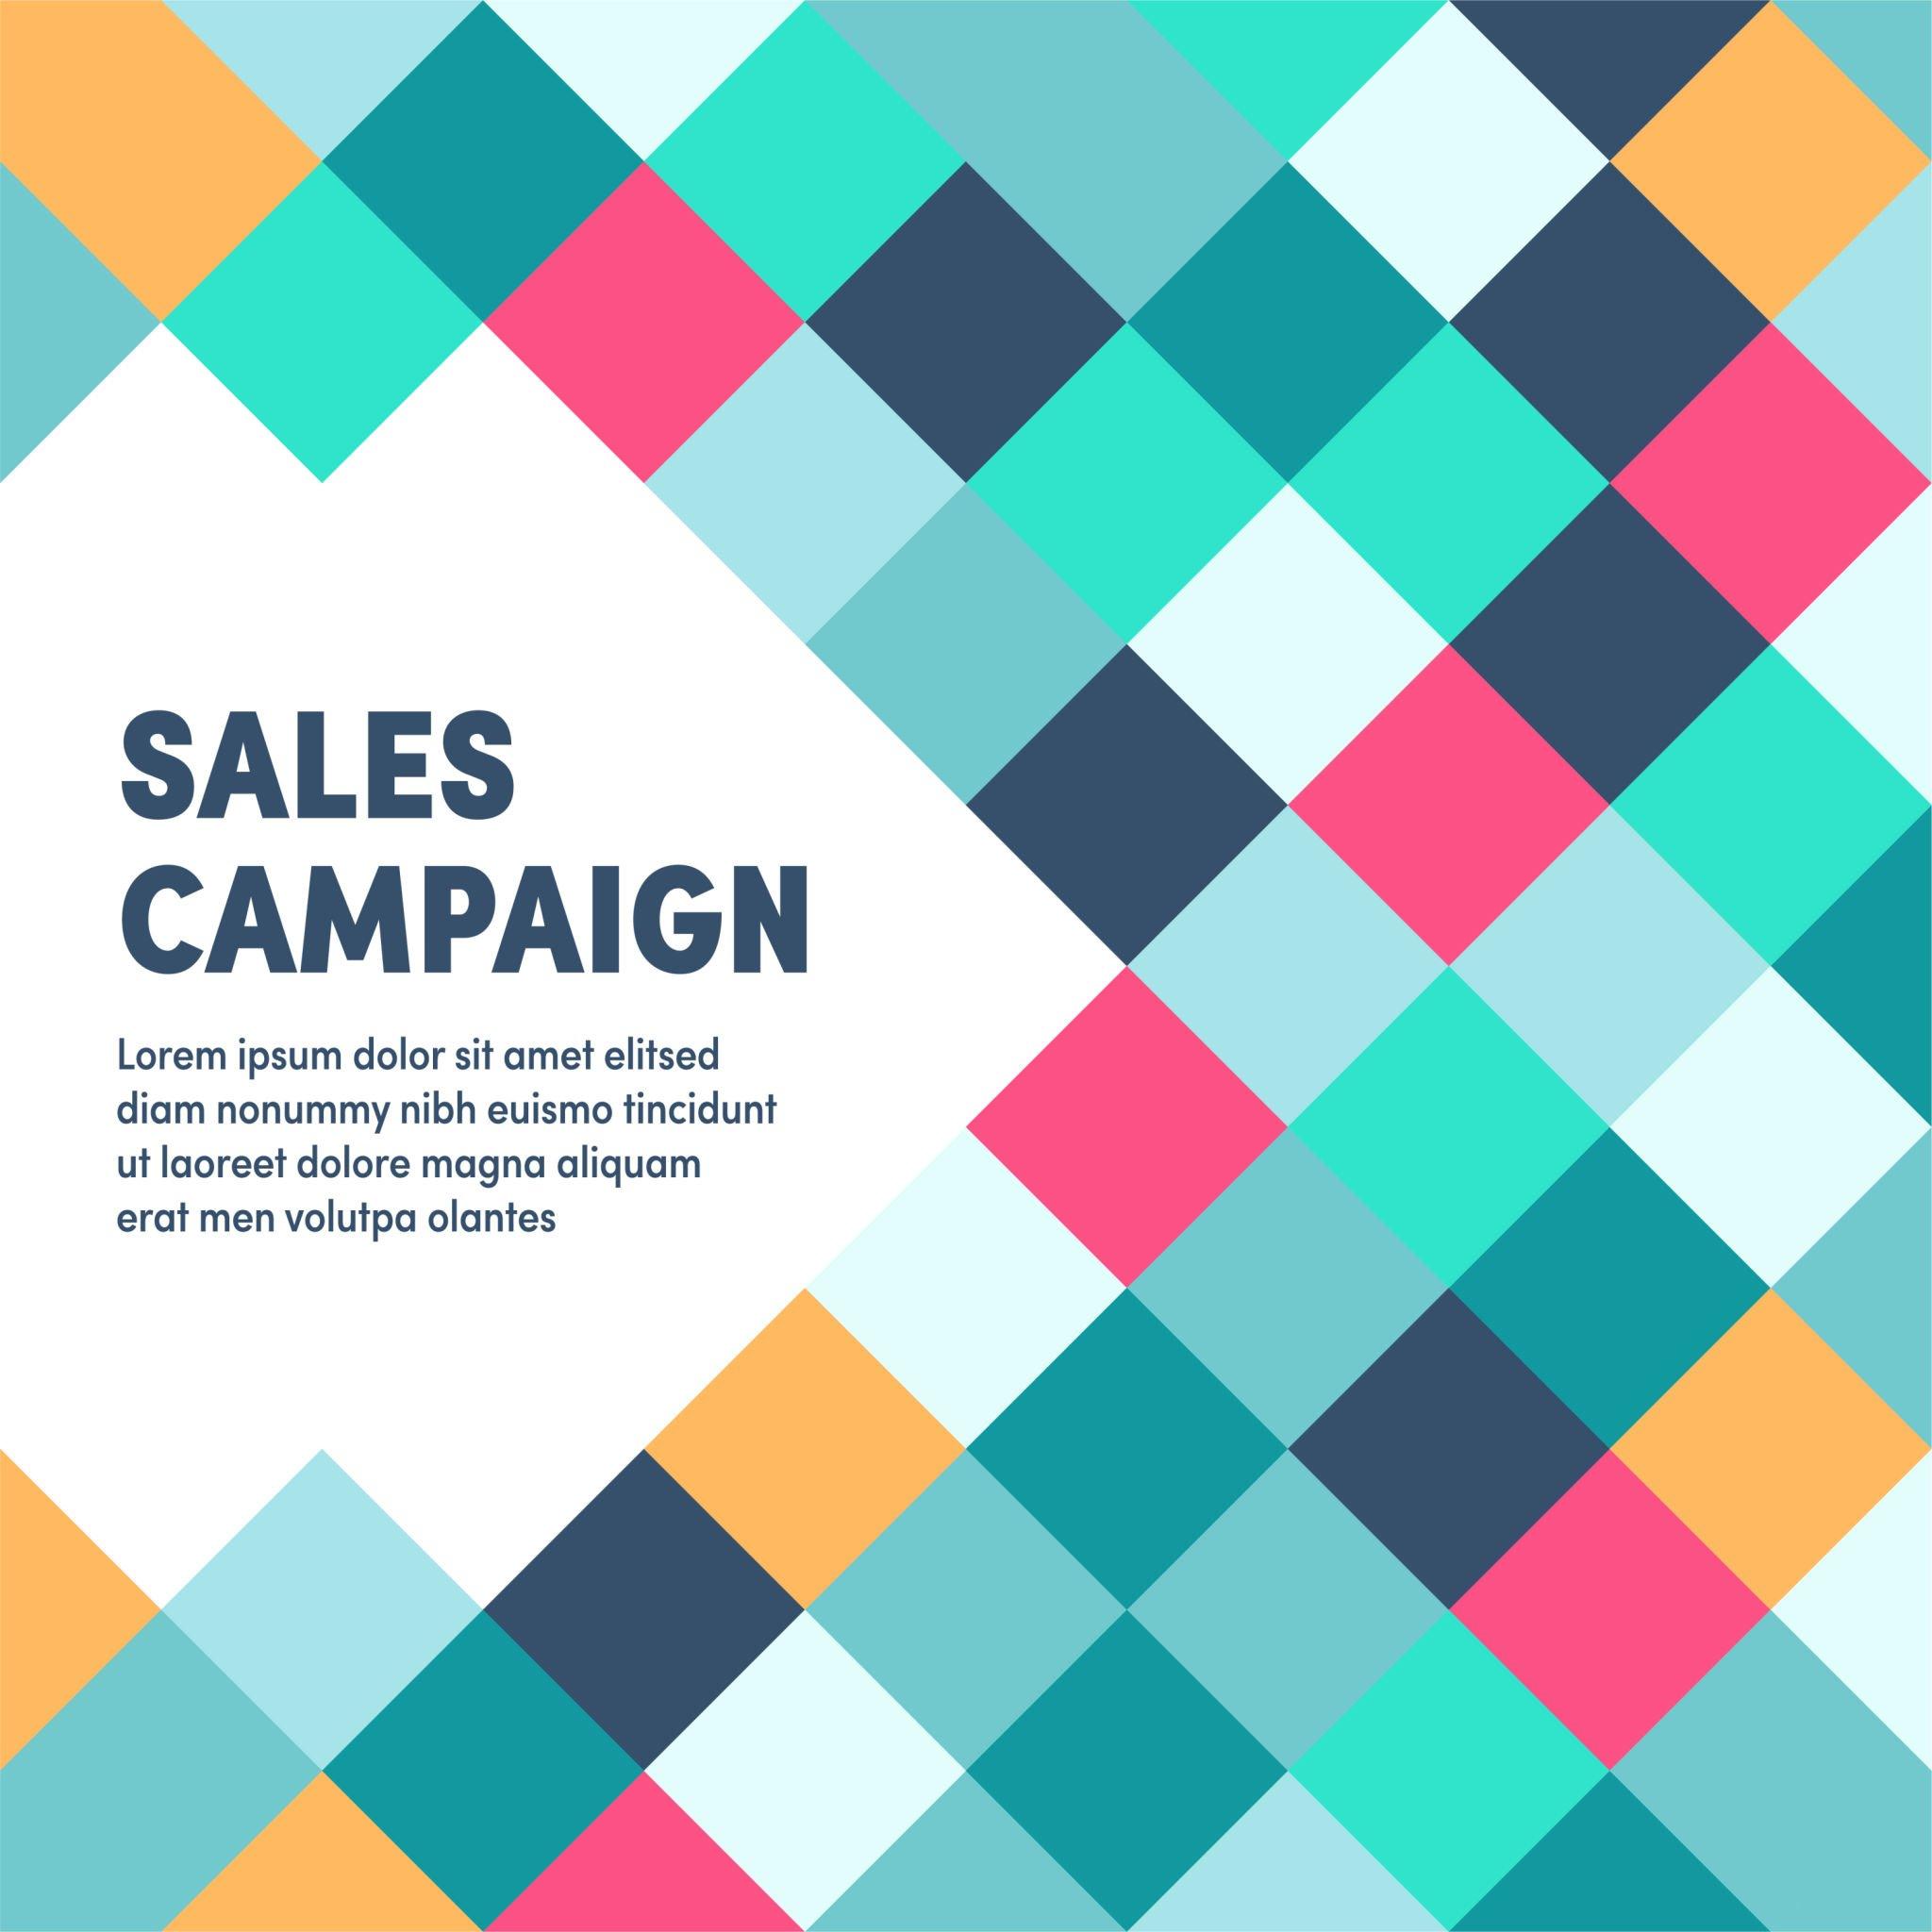 SALES
CAMPAIGN
Lorem ipsum dolor sit amet elitsed
diam nonummy nibh euismo tincidunt
ut laoreet dolore magna aliquam
erat men volutpa olantes